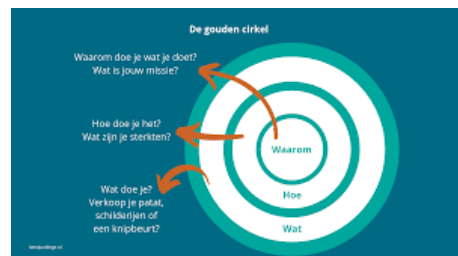 De gouden cirkel
Waarom doe je wat je doet?
Wat is jouw missie?
Hoe doe je het?
Wat zijn je sterkten?
Wat doe je?
Verkoop je patat,
schilderijen of
een knipbeurt?
Waarom
Hoe
Wat